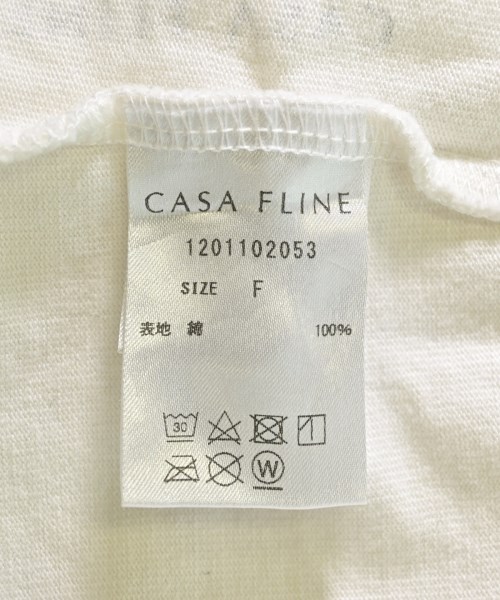 CASA FLINE
1201102053
SIZE F
表地 綿 100%
30
W